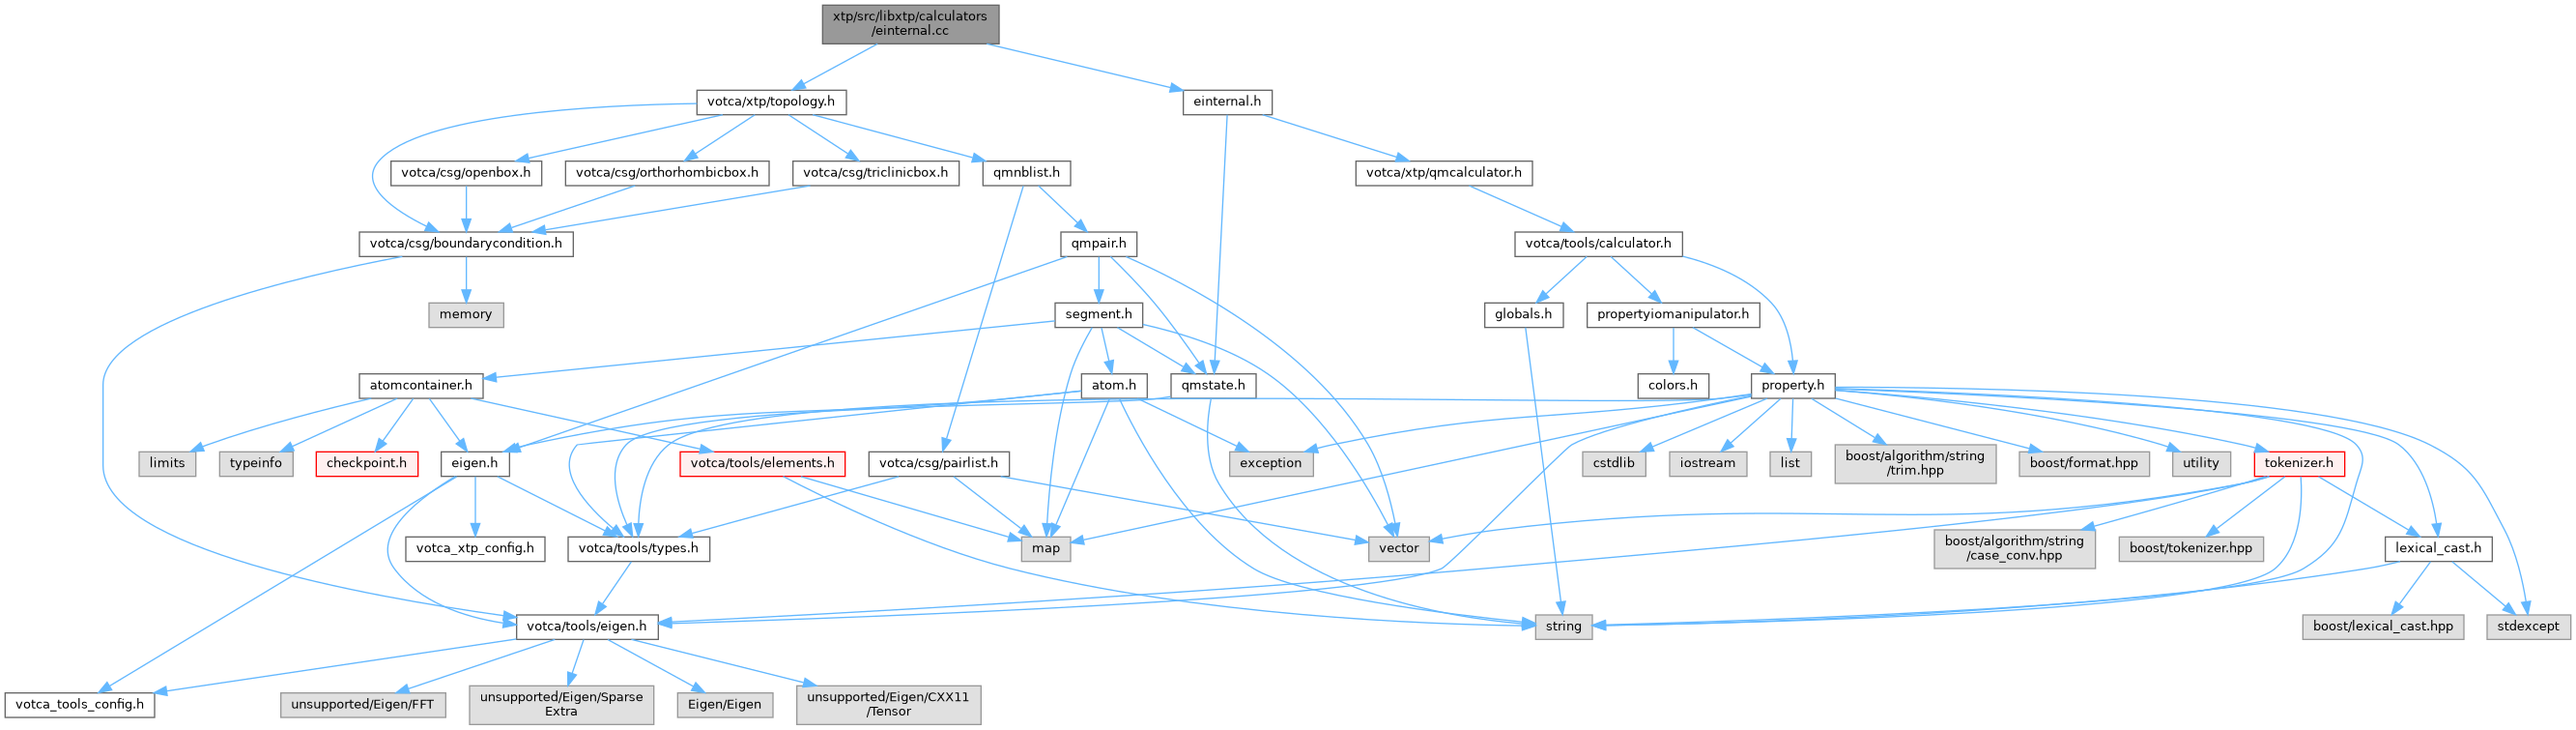 xtp/src/libxtp/calculators
/einternal.cc
votca/xtp/topology.h
einternal.h
votca/csg/openbox.h
votca/csg/orthorhombicbox.h
votca/csg/triclinicbox.h
qmnblist.h
votca/xtp/qmcalculator.h
votca/csg/boundarycondition.h
qmpair.h
votca/tools/calculator.h
memory
segment.h
globals.h
propertyiomanipulator.h
atomcontainer.h
atom.h
qmstate.h
colors.h
property.h
limits
typeinfo
checkpoint.h
eigen.h
votca/tools/elements.h
votca/csg/pairlist.h
exception
cstdlib
iostream
list
boost/algorithm/string
/trim.hpp
boost/format.hpp
utility
tokenizer.h
votca_xtp_config.h
votca/tools/types.h
map
vector
boost/algorithm/string
/case_conv.hpp
boost/tokenizer.hpp
lexical_cast.h
votca/tools/eigen.h
string
boost/lexical_cast.hpp
stdexcept
votca_tools_config.h
unsupported/Eigen/FFT
unsupported/Eigen/Sparse
Extra
Eigen/Eigen
unsupported/Eigen/CXX11
/Tensor